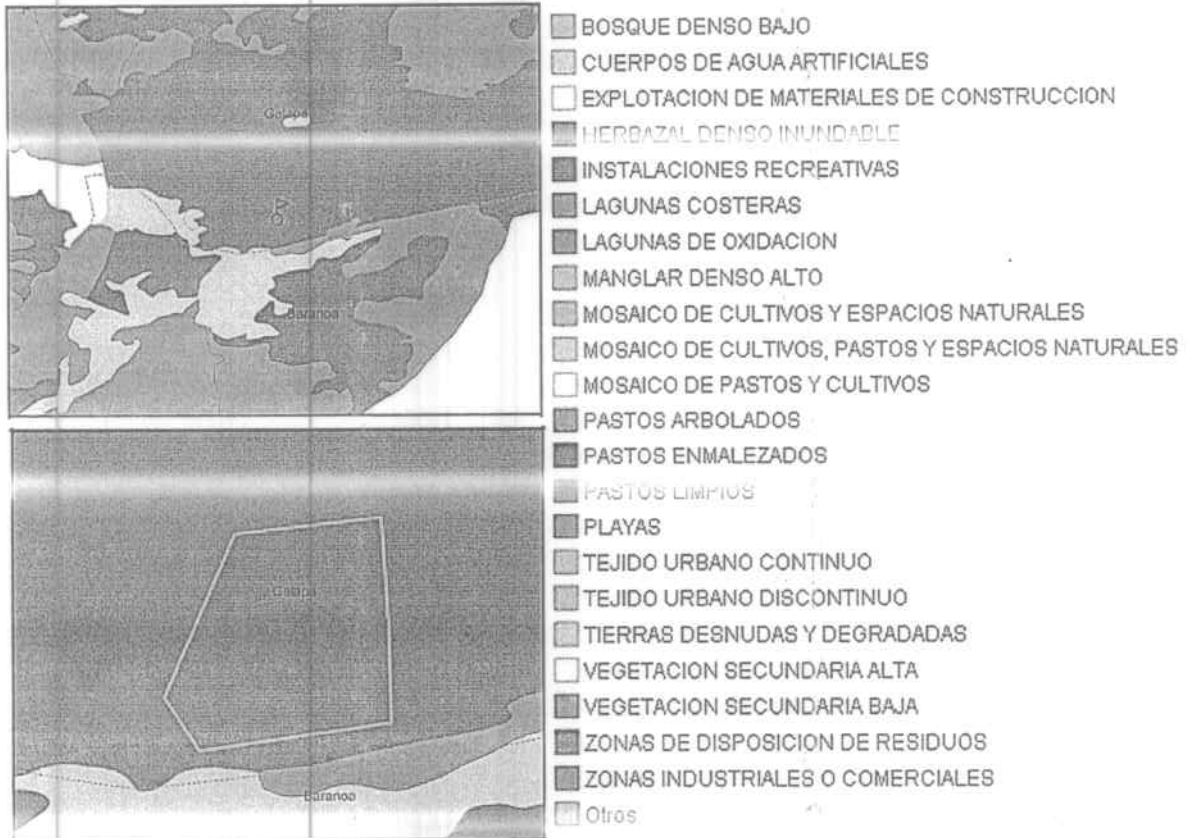 Galapa
Baranoa
Galapa
Baranoa
BOSQUE DENSO BAJO
CUERPOS DE AGUA ARTIFICIALES
EXPLOTACION DE MATERIALES DE CONSTRUCCION
HERBAZAL DENSO INUNDABLE
INSTALACIONES RECREATIVAS
LAGUNAS COSTERAS
LAGUNAS DE OXIDACION
MANGLAR DENSO ALTO
MOSAICO DE CULTIVOS Y ESPACIOS NATURALES
MOSAICO DE CULTIVOS, PASTOS Y ESPACIOS NATURALES
MOSAICO DE PASTOS Y CULTIVOS
PASTOS ARBOLADOS
PASTOS ENMALEZADOS
PASTOS LIMPIOS
PLAYAS
TEJIDO URBANO CONTINUO
TEJIDO URBANO DISCONTINUO
TIERRAS DESNUDAS Y DEGRADADAS
VEGETACION SECUNDARIA ALTA
VEGETACION SECUNDARIA BAJA
ZONAS DE DISPOSICION DE RESIDUOS
ZONAS INDUSTRIALES O COMERCIALES
Otros